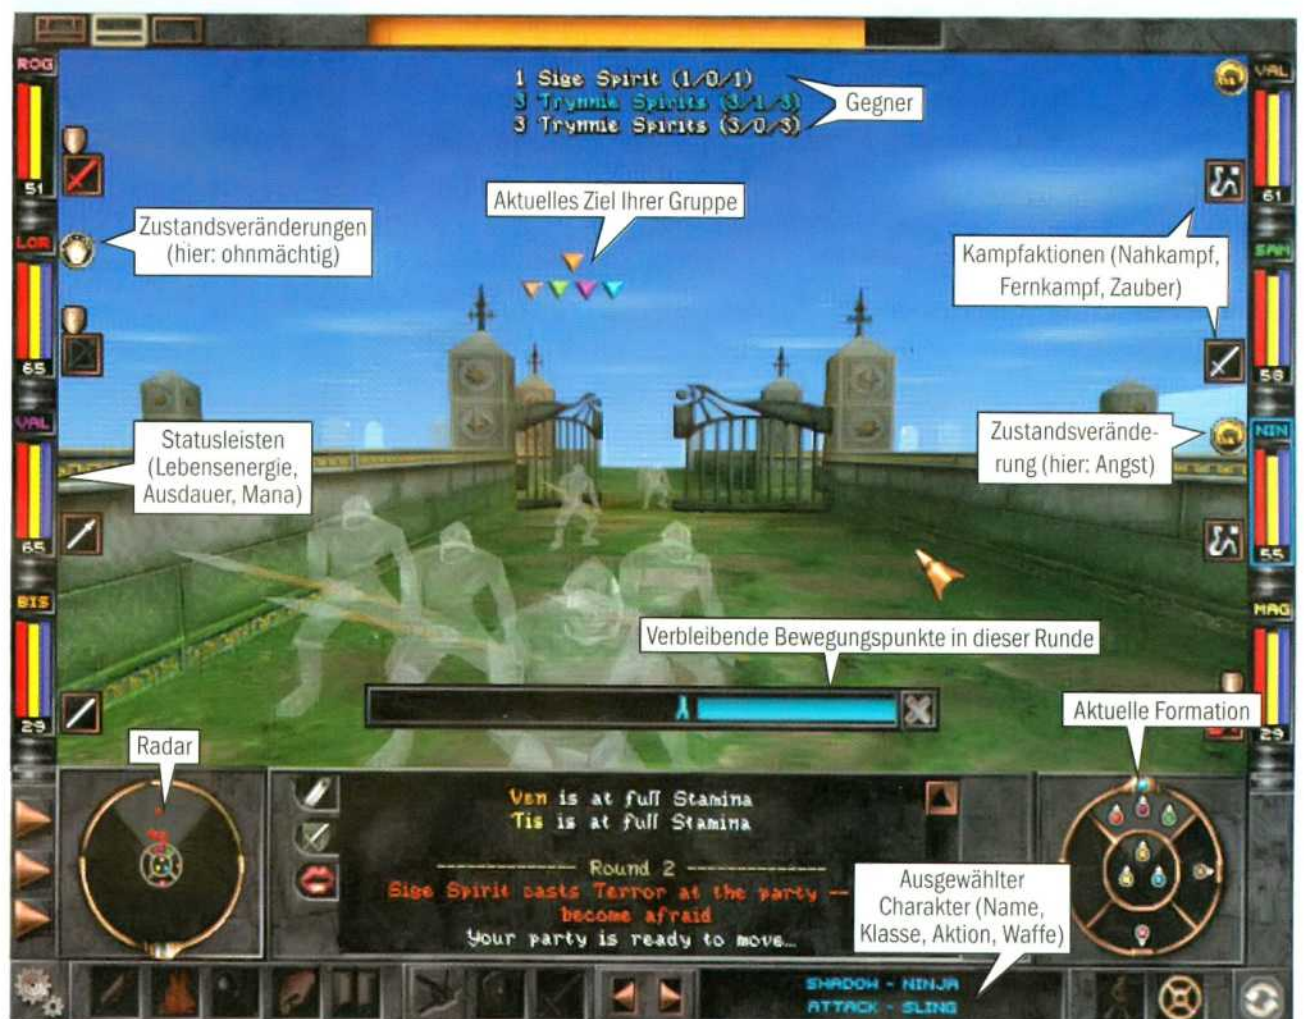 ROG
VAL
1 Sige Spirit (1/0/1)
3 Trynnie Spirits (3/1/3)
3 Trynnie Spirits (3/0/3)
Gegner
51
61
Aktuelles Ziel Ihrer Gruppe
Zustandsveränderungen
(hier: ohnmächtig)
LOR
SAM
Kampfaktionen (Nahkampf,
Fernkampf, Zauber)
65
58
VAL
NIN
Statusleisten
(Lebensenergie,
Ausdauer, Mana)
Zustandsverände-
rung (hier: Angst)
65
55
BIS
MAG
Verbleibende Bewegungspunkte in dieser Runde
29
29
Radar
Aktuelle Formation
Ven is at full Stamina
Tis is at full Stamina
Round 2
Sige Spirit casts Terror at the party --
become afraid
Your party is ready to move...
Ausgewählter
Charakter (Name,
Klasse, Aktion, Waffe)
SHADOW - NINJA
ATTACK - SLING